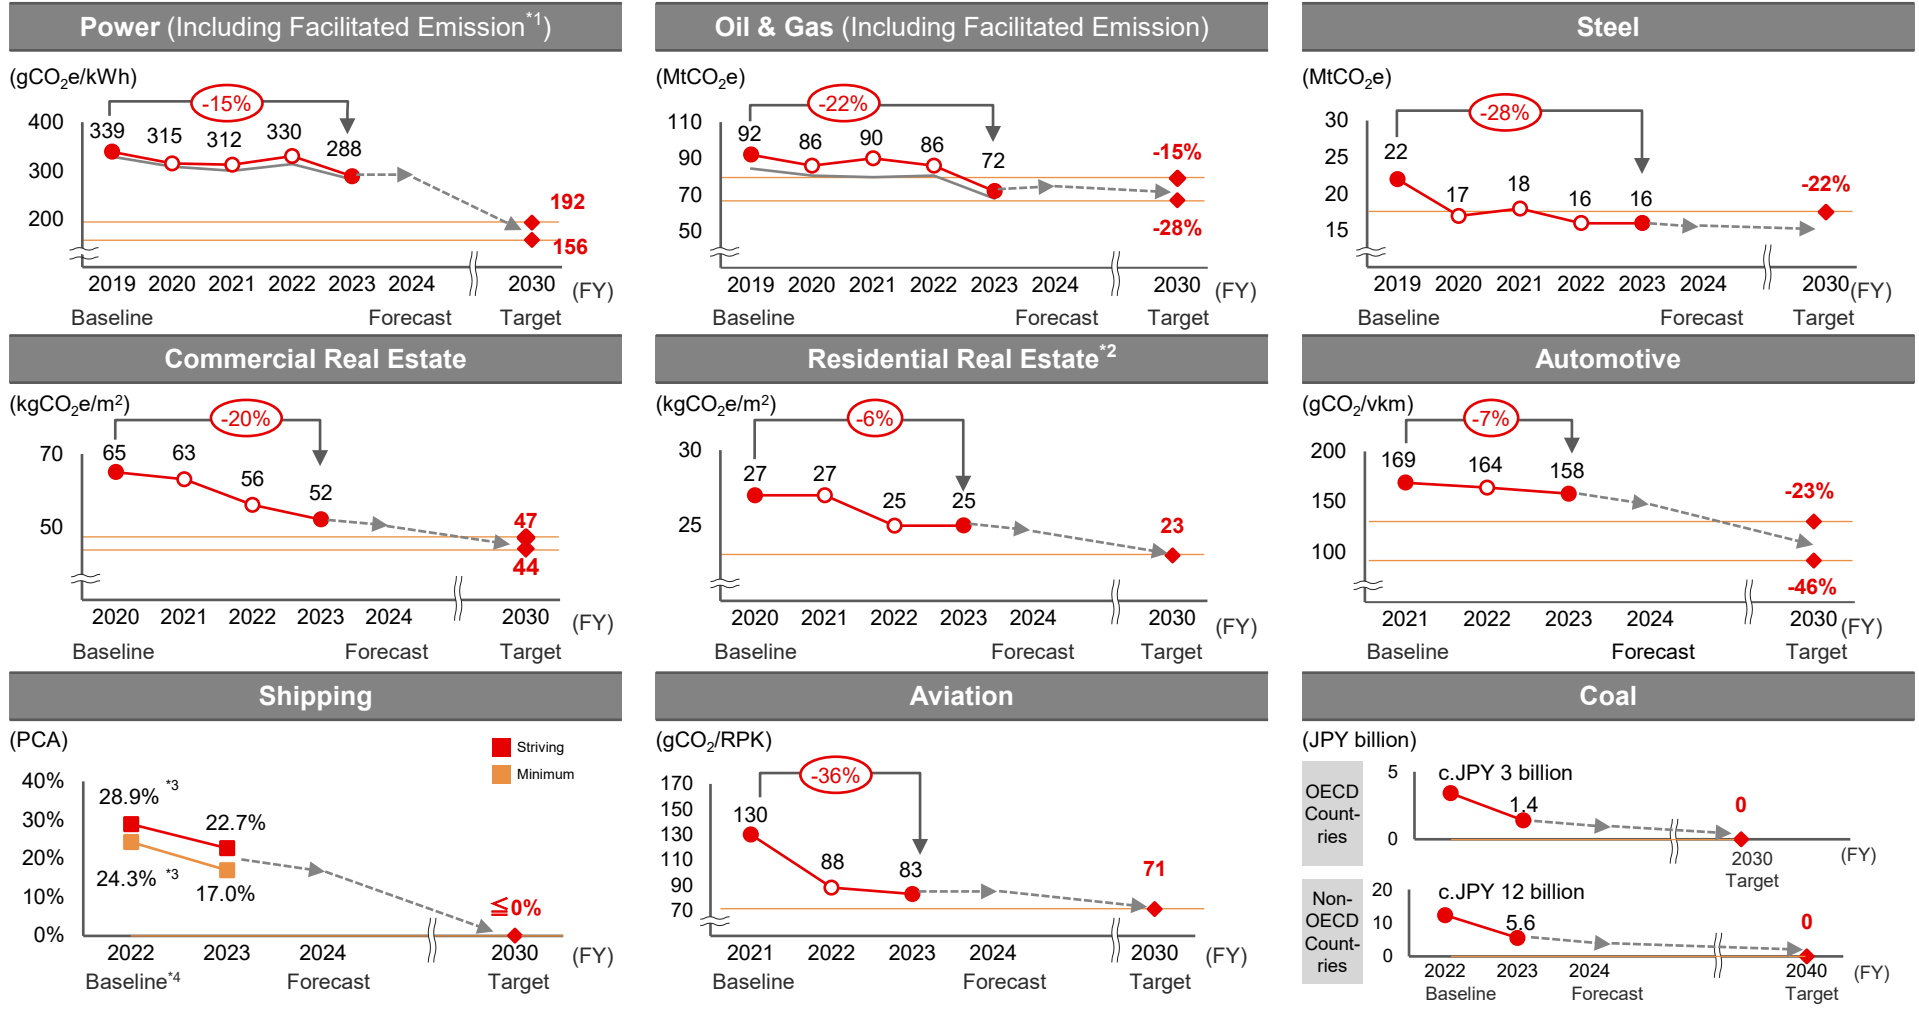 Power (Including Facilitated Emission*1)
(gCO2e/kWh)
-15%
400
339
315
312
330
288
300
200
192
156
2019 2020 2021 2022 2023 2024 2030 (FY)
Baseline Forecast Target
Oil & Gas (Including Facilitated Emission)
(MtCO2e)
-22%
110
92
86
90
86
72
90
70
50
-15%
-28%
2019 2020 2021 2022 2023 2024 2030 (FY)
Baseline Forecast Target
Steel
(MtCO2e)
-28%
30
25
20
15
22
17
18
16
16
-22%
2019 2020 2021 2022 2023 2024 2030 (FY)
Baseline Forecast Target
Commercial Real Estate
(kgCO2e/m2)
-20%
70
50
65
63
56
52
47
44
2020 2021 2022 2023 2024 2030 (FY)
Baseline Forecast Target
Residential Real Estate*2
(kgCO2e/m2)
-6%
30
25
27
27
25
25
23
2020 2021 2022 2023 2024 2030 (FY)
Baseline Forecast Target
Automotive
(gCO2/vkm)
-7%
200
150
100
169
164
158
-23%
-46%
2021 2022 2023 2024 2030 (FY)
Baseline Forecast Target
Shipping
(PCA)
Striving
Minimum
40%
30%
20%
10%
0%
28.9% *3
22.7%
24.3% *3
17.0%
≦0%
2022 2023 2024 2030 (FY)
Baseline*4 Forecast Target
Aviation
(gCO2/RPK)
-36%
170
150
130
110
90
70
130
88
83
71
2021 2022 2023 2024 2030 (FY)
Baseline Forecast Target
Coal
(JPY billion)
OECD
Count-
ries
5
0
c.JPY 3 billion
1.4
0
2030
Target
(FY)
Non-
OECD
Count-
ries
20
10
0
c.JPY 12 billion
5.6
0
2022 2023 2024 2040 (FY)
Baseline Forecast Target